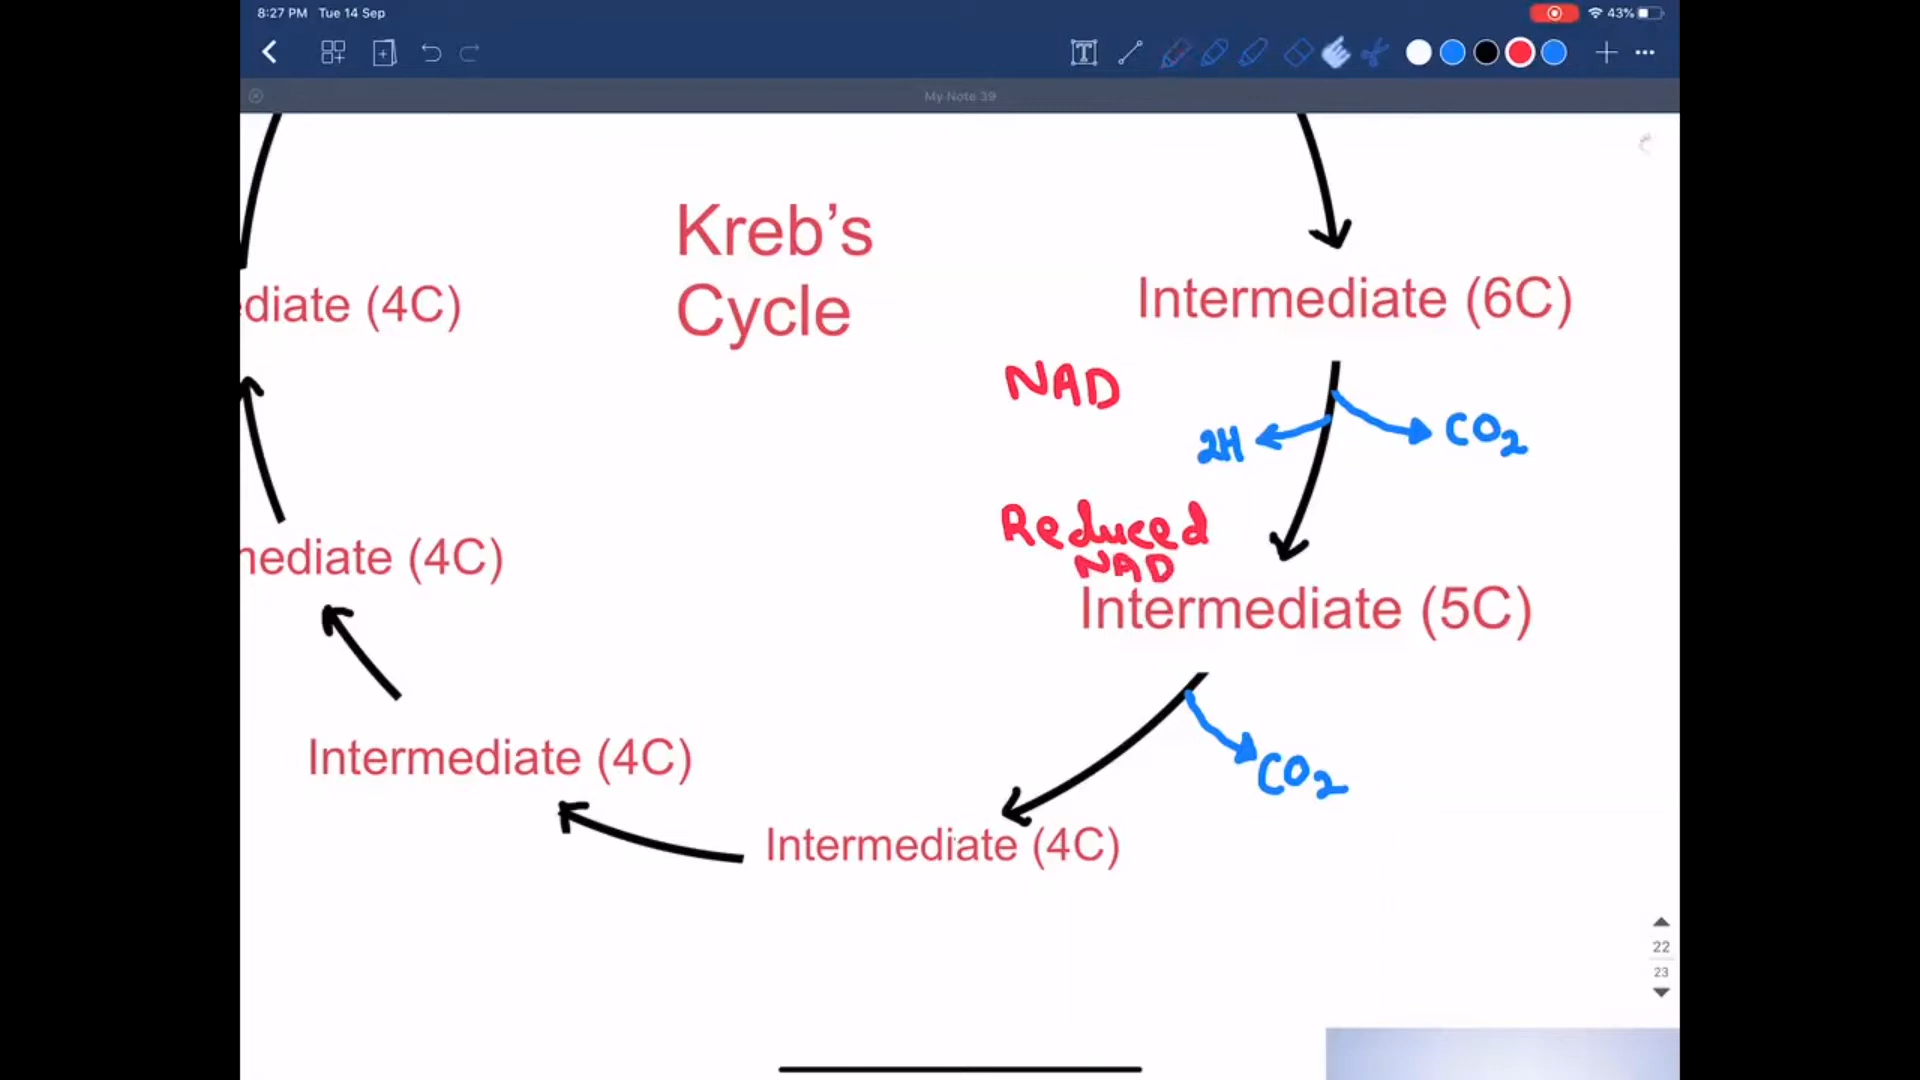 8:27 PM Tue 14 Sep
43%
T
My Note 39
Kreb’s
Cycle
Intermediate (6C)
ediate (4C)
NAD
2H
CO₂
Reduced
NAD
Intermediate (5C)
mediate (4C)
Intermediate (4C)
CO₂
Intermediate (4C)
22
23